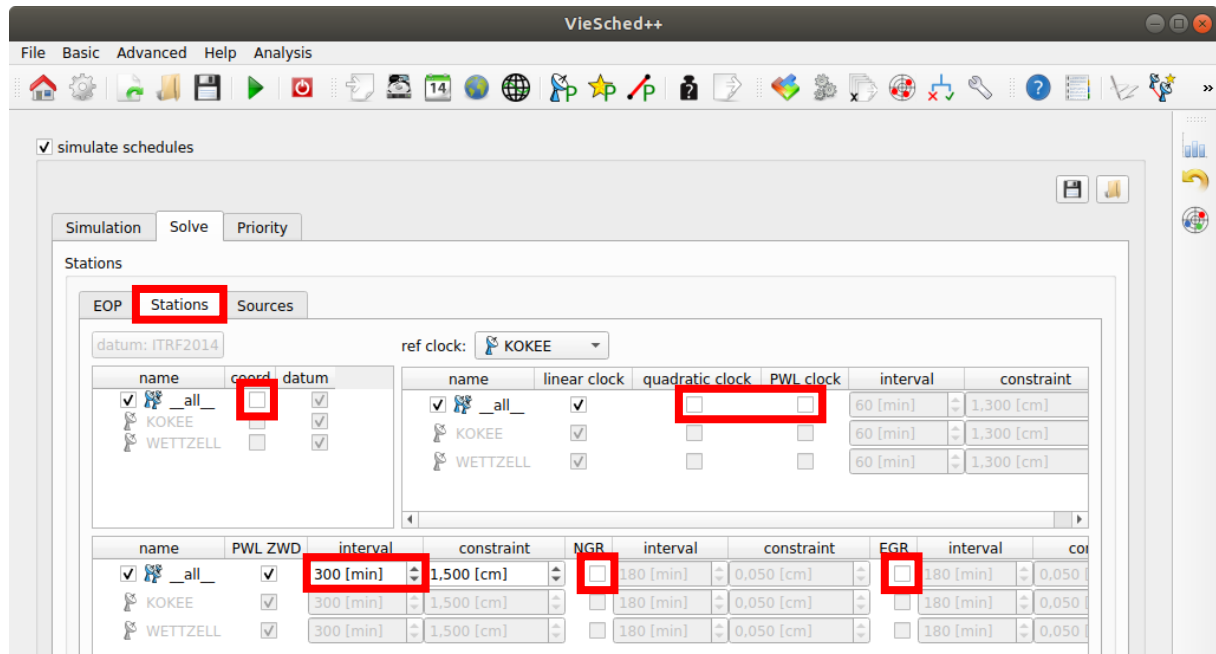 VieSched++
File Basic Advanced Help Analysis
14 »
simulate schedules
Simulation Solve Priority
Stations
EOP Stations Sources
datum: ITRF2014 ref clock: KOKEE
name coord datum
__all__
KOKEE
WETTZELL
name linear clock quadratic clock PWL clock interval constraint
__all__ 60 [min] 1,300 [cm]
KOKEE 60 [min] 1,300 [cm]
WETTZELL 60 [min] 1,300 [cm]
name PWL ZWD interval constraint NGR interval constraint EGR interval
__all__ 300 [min] 1,500 [cm] 180 [min] 0,050 [cm] 180 [min] 0,050 [
KOKEE 300 [min] 1,500 [cm] 180 [min] 0,050 [cm] 180 [min] 0,050 [
WETTZELL 300 [min] 1,500 [cm] 180 [min] 0,050 [cm] 180 [min] 0,050 [